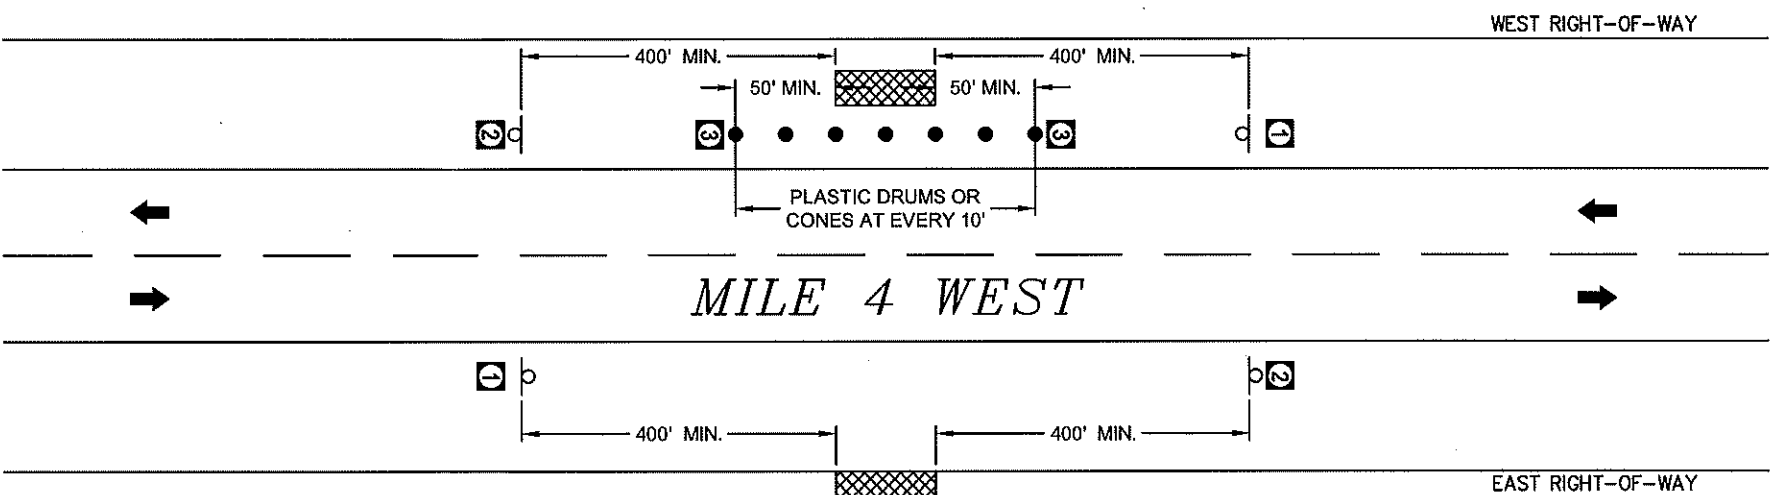 WEST RIGHT-OF-WAY
400' MIN.
400' MIN.
50' MIN.
50' MIN.
2
3
3
1
PLASTIC DRUMS OR
CONES AT EVERY 10'
MILE 4 WEST
1
2
400' MIN.
400' MIN.
EAST RIGHT-OF-WAY